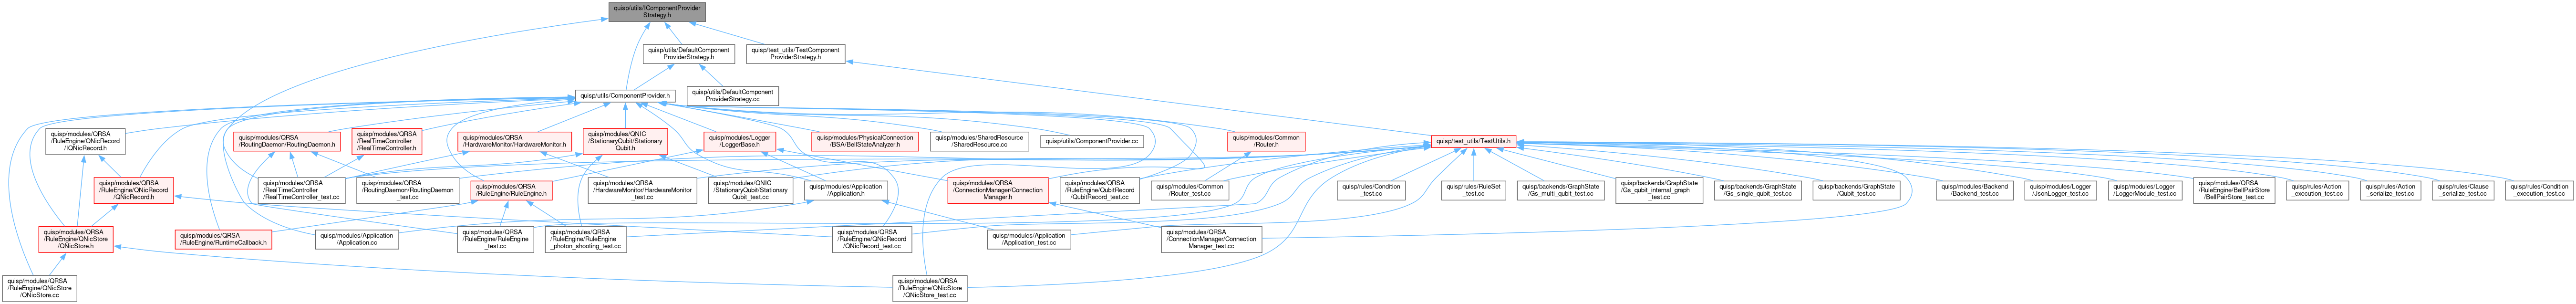 quisp/utils/IComponentProvider
Strategy.h
quisp/utils/DefaultComponent
ProviderStrategy.h
quisp/test_utils/TestComponent
ProviderStrategy.h
quisp/utils/ComponentProvider.h
quisp/utils/DefaultComponent
ProviderStrategy.cc
quisp/modules/QRSA
/RuleEngine/QNicRecord
/IQNicRecord.h
quisp/modules/QRSA
/RoutingDaemon/RoutingDaemon.h
quisp/modules/QRSA
/RealTimeController
/RealTimeController.h
quisp/modules/QRSA
/HardwareMonitor/HardwareMonitor.h
quisp/modules/QNIC
/StationaryQubit/Stationary
Qubit.h
quisp/modules/Logger
/LoggerBase.h
quisp/modules/PhysicalConnection
/BSA/BellStateAnalyzer.h
quisp/modules/SharedResource
/SharedResource.cc
quisp/utils/ComponentProvider.cc
quisp/modules/Common
/Router.h
quisp/test_utils/TestUtils.h
quisp/modules/QRSA
/RuleEngine/QNicRecord
/QNicRecord.h
quisp/modules/QRSA
/RealTimeController
/RealTimeController_test.cc
quisp/modules/QRSA
/RoutingDaemon/RoutingDaemon
_test.cc
quisp/modules/QRSA
/RuleEngine/RuleEngine.h
quisp/modules/QRSA
/HardwareMonitor/HardwareMonitor
_test.cc
quisp/modules/QNIC
/StationaryQubit/Stationary
Qubit_test.cc
quisp/modules/Application
/Application.h
quisp/modules/QRSA
/ConnectionManager/Connection
Manager.h
quisp/modules/QRSA
/RuleEngine/QubitRecord
/QubitRecord_test.cc
quisp/modules/Common
/Router_test.cc
quisp/rules/Condition
_test.cc
quisp/rules/RuleSet
_test.cc
quisp/backends/GraphState
/Gs_multi_qubit_test.cc
quisp/backends/GraphState
/Gs_qubit_internal_graph
_test.cc
quisp/backends/GraphState
/Gs_single_qubit_test.cc
quisp/backends/GraphState
/Qubit_test.cc
quisp/modules/Backend
/Backend_test.cc
quisp/modules/Logger
/JsonLogger_test.cc
quisp/modules/Logger
/LoggerModule_test.cc
quisp/modules/QRSA
/RuleEngine/BellPairStore
/BellPairStore_test.cc
quisp/rules/Action
_execution_test.cc
quisp/rules/Action
_serialize_test.cc
quisp/rules/Clause
_serialize_test.cc
quisp/rules/Condition
_execution_test.cc
quisp/modules/QRSA
/RuleEngine/QNicStore
/QNicStore.h
quisp/modules/QRSA
/RuleEngine/RuntimeCallback.h
quisp/modules/Application
/Application.cc
quisp/modules/QRSA
/RuleEngine/RuleEngine
_test.cc
quisp/modules/QRSA
/RuleEngine/RuleEngine
_photon_shooting_test.cc
quisp/modules/QRSA
/RuleEngine/QNicRecord
/QNicRecord_test.cc
quisp/modules/Application
/Application_test.cc
quisp/modules/QRSA
/ConnectionManager/Connection
Manager_test.cc
quisp/modules/QRSA
/RuleEngine/QNicStore
/QNicStore.cc
quisp/modules/QRSA
/RuleEngine/QNicStore
/QNicStore_test.cc